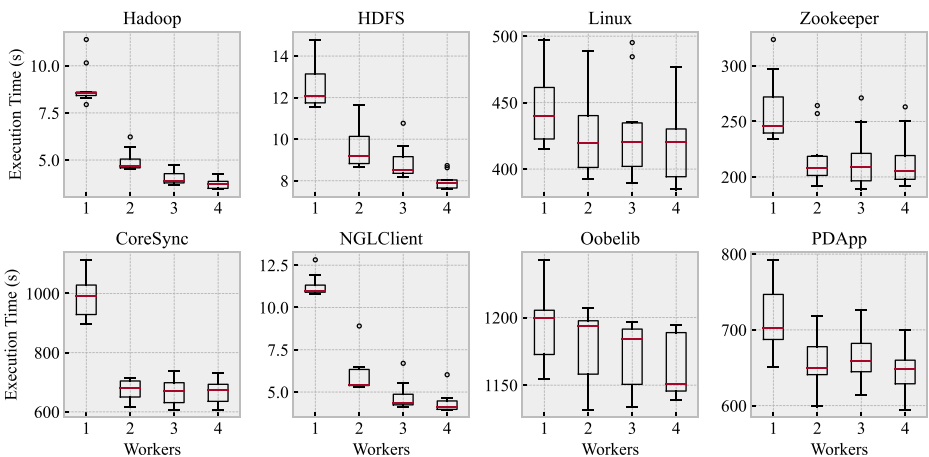 Hadoop HDFS Linux Zookeeper
Execution Time (s)
10.0
7.5
5.0
1 2 3 4
14
12
10
8
1 2 3 4
500
450
400
1 2 3 4
300
250
200
1 2 3 4
CoreSync NGLClient Oobelib PDApp
Execution Time (s)
1000
800
600
1 2 3 4
Workers
12.5
10.0
7.5
5.0
1 2 3 4
Workers
1200
1150
1 2 3 4
Workers
800
700
600
1 2 3 4
Workers